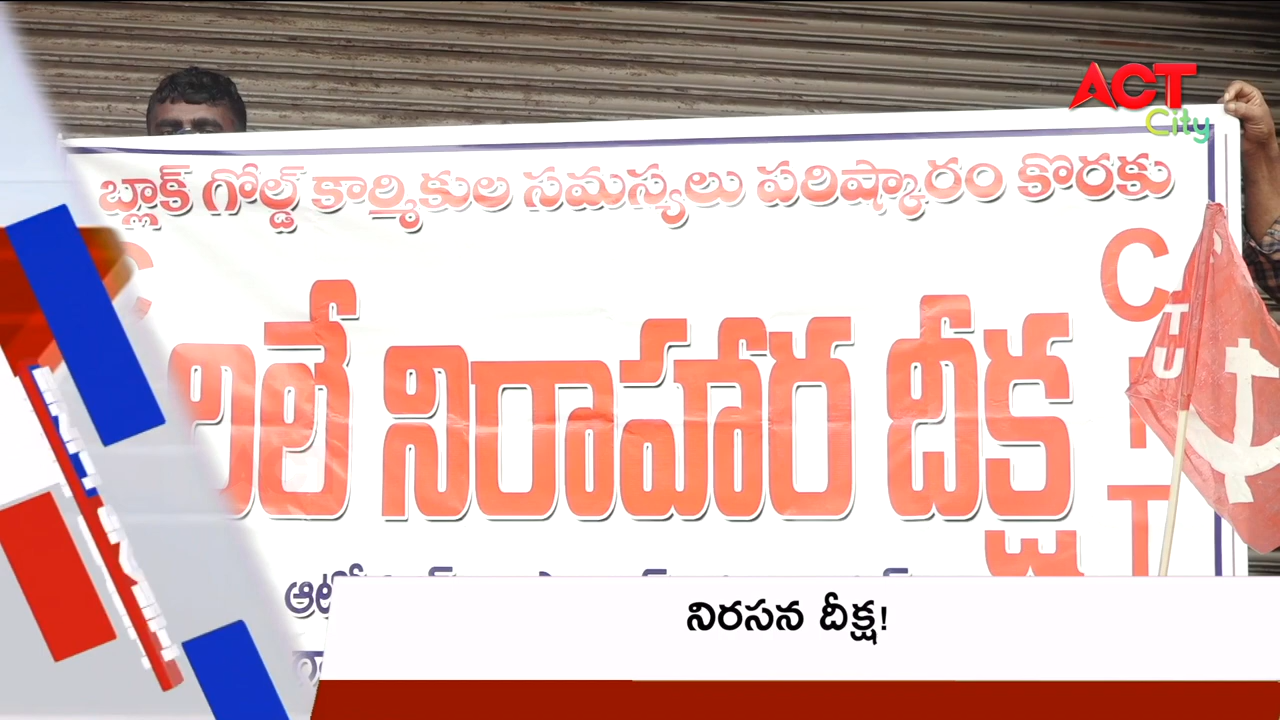 ACT
City
బ్లాక్ గోల్డ్ కార్మికుల సమస్యలు పరిష్కారం కొరకు
రిలే నిరాహార దీక్ష
C
I
T
నిరసన దీక్ష!